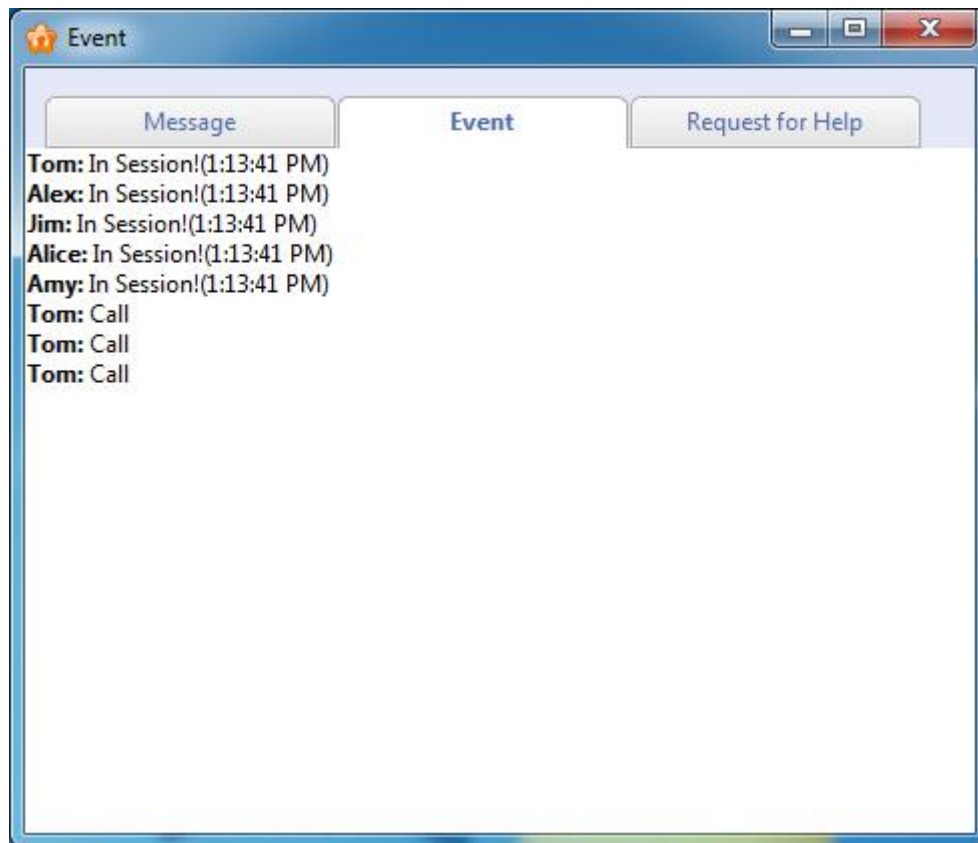 Event
Message Event Request for Help
Tom: In Session!(1:13:41 PM)
Alex: In Session!(1:13:41 PM)
Jim: In Session!(1:13:41 PM)
Alice: In Session!(1:13:41 PM)
Amy: In Session!(1:13:41 PM)
Tom: Call
Tom: Call
Tom: Call